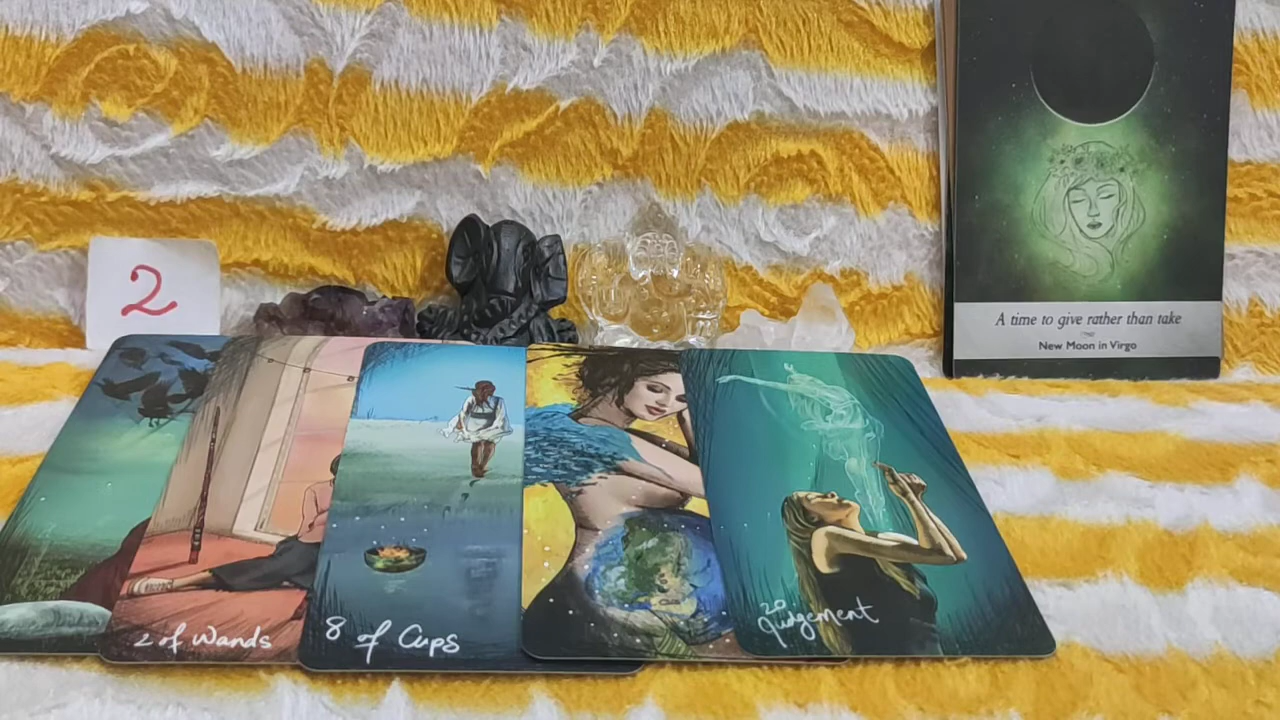 2
A time to give rather than take
New Moon in Virgo
2 of Wands
8 of Cups
20
Judgement